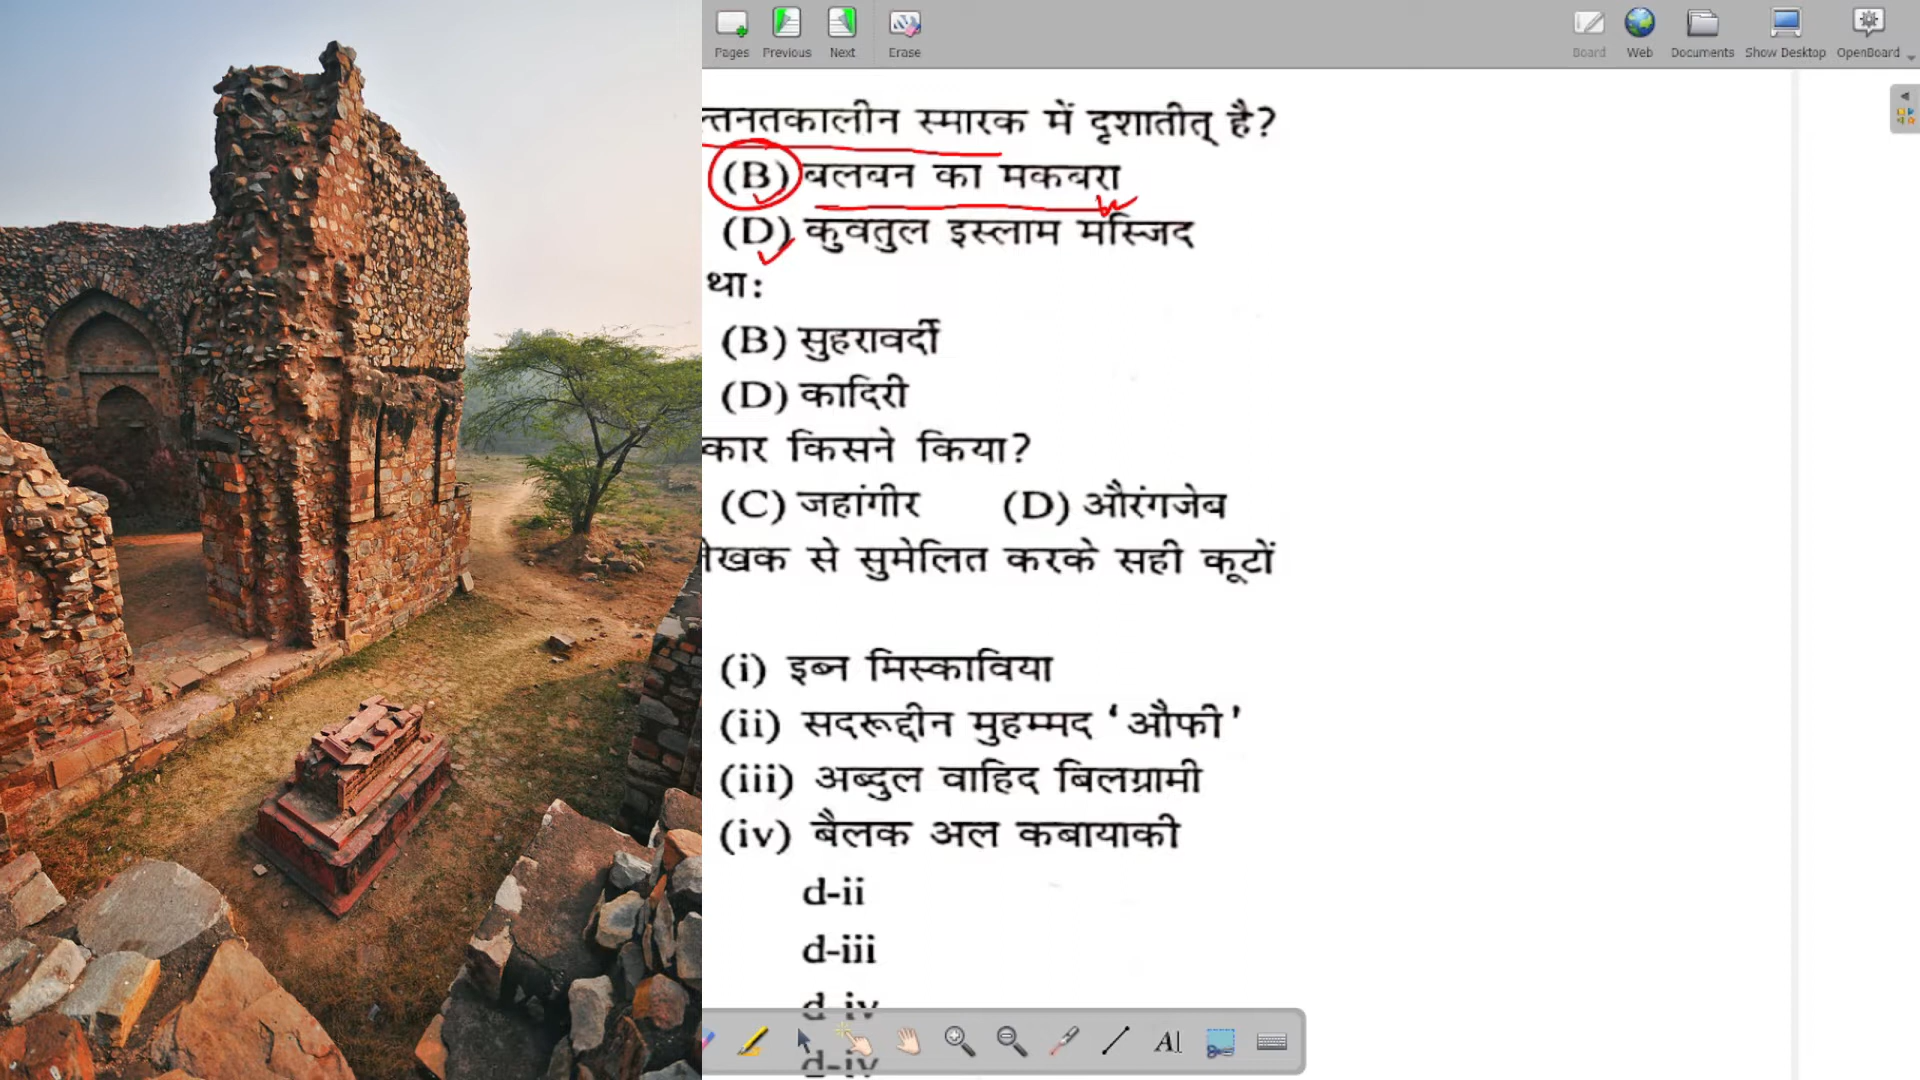 Pages Previous Next Erase Board Web Documents Show Desktop OpenBoard
त्तनतकालीन स्मारक में दृशातीत् है?
(B) बलबन का मकबरा
(D) कुवतुल इस्लाम मस्जिद
था:
(B) सुहरावर्दी
(D) कादिरी
कार किसने किया?
(C) जहांगीर (D) औरंगजेब
लेखक से सुमेलित करके सही कूटों
(i) इब्न मिस्काविया
(ii) सदरूद्दीन मुहम्मद ‘औफी’
(iii) अब्दुल वाहिद बिलग्रामी
(iv) बैलक अल कबायाकी
d-ii
d-iii
d-iv
d-iv